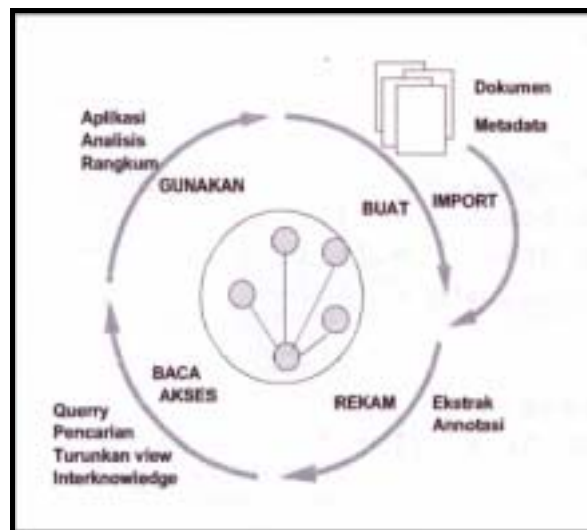 Dokumen
Metadata
Aplikasi
Analisis
Rangkum
GUNAKAN
BUAT
IMPORT
BACA
AKSES
REKAM
Ekstrak
Annotasi
Querry
Pencarian
Turunkan view
Interknowledge